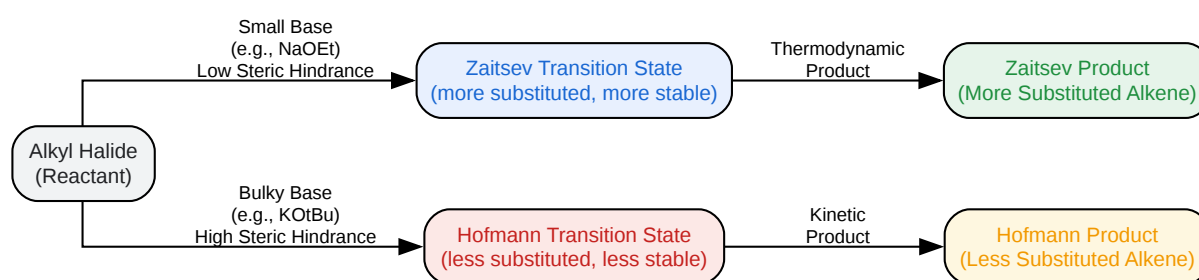 Small Base
(e.g., NaOEt)
Low Steric Hindrance
Zaitsev Transition State
(more substituted, more stable)
Thermodynamic
Product
Zaitsev Product
(More Substituted Alkene)
Alkyl Halide
(Reactant)
Bulky Base
(e.g., KOtBu)
High Steric Hindrance
Hofmann Transition State
(less substituted, less stable)
Kinetic
Product
Hofmann Product
(Less Substituted Alkene)